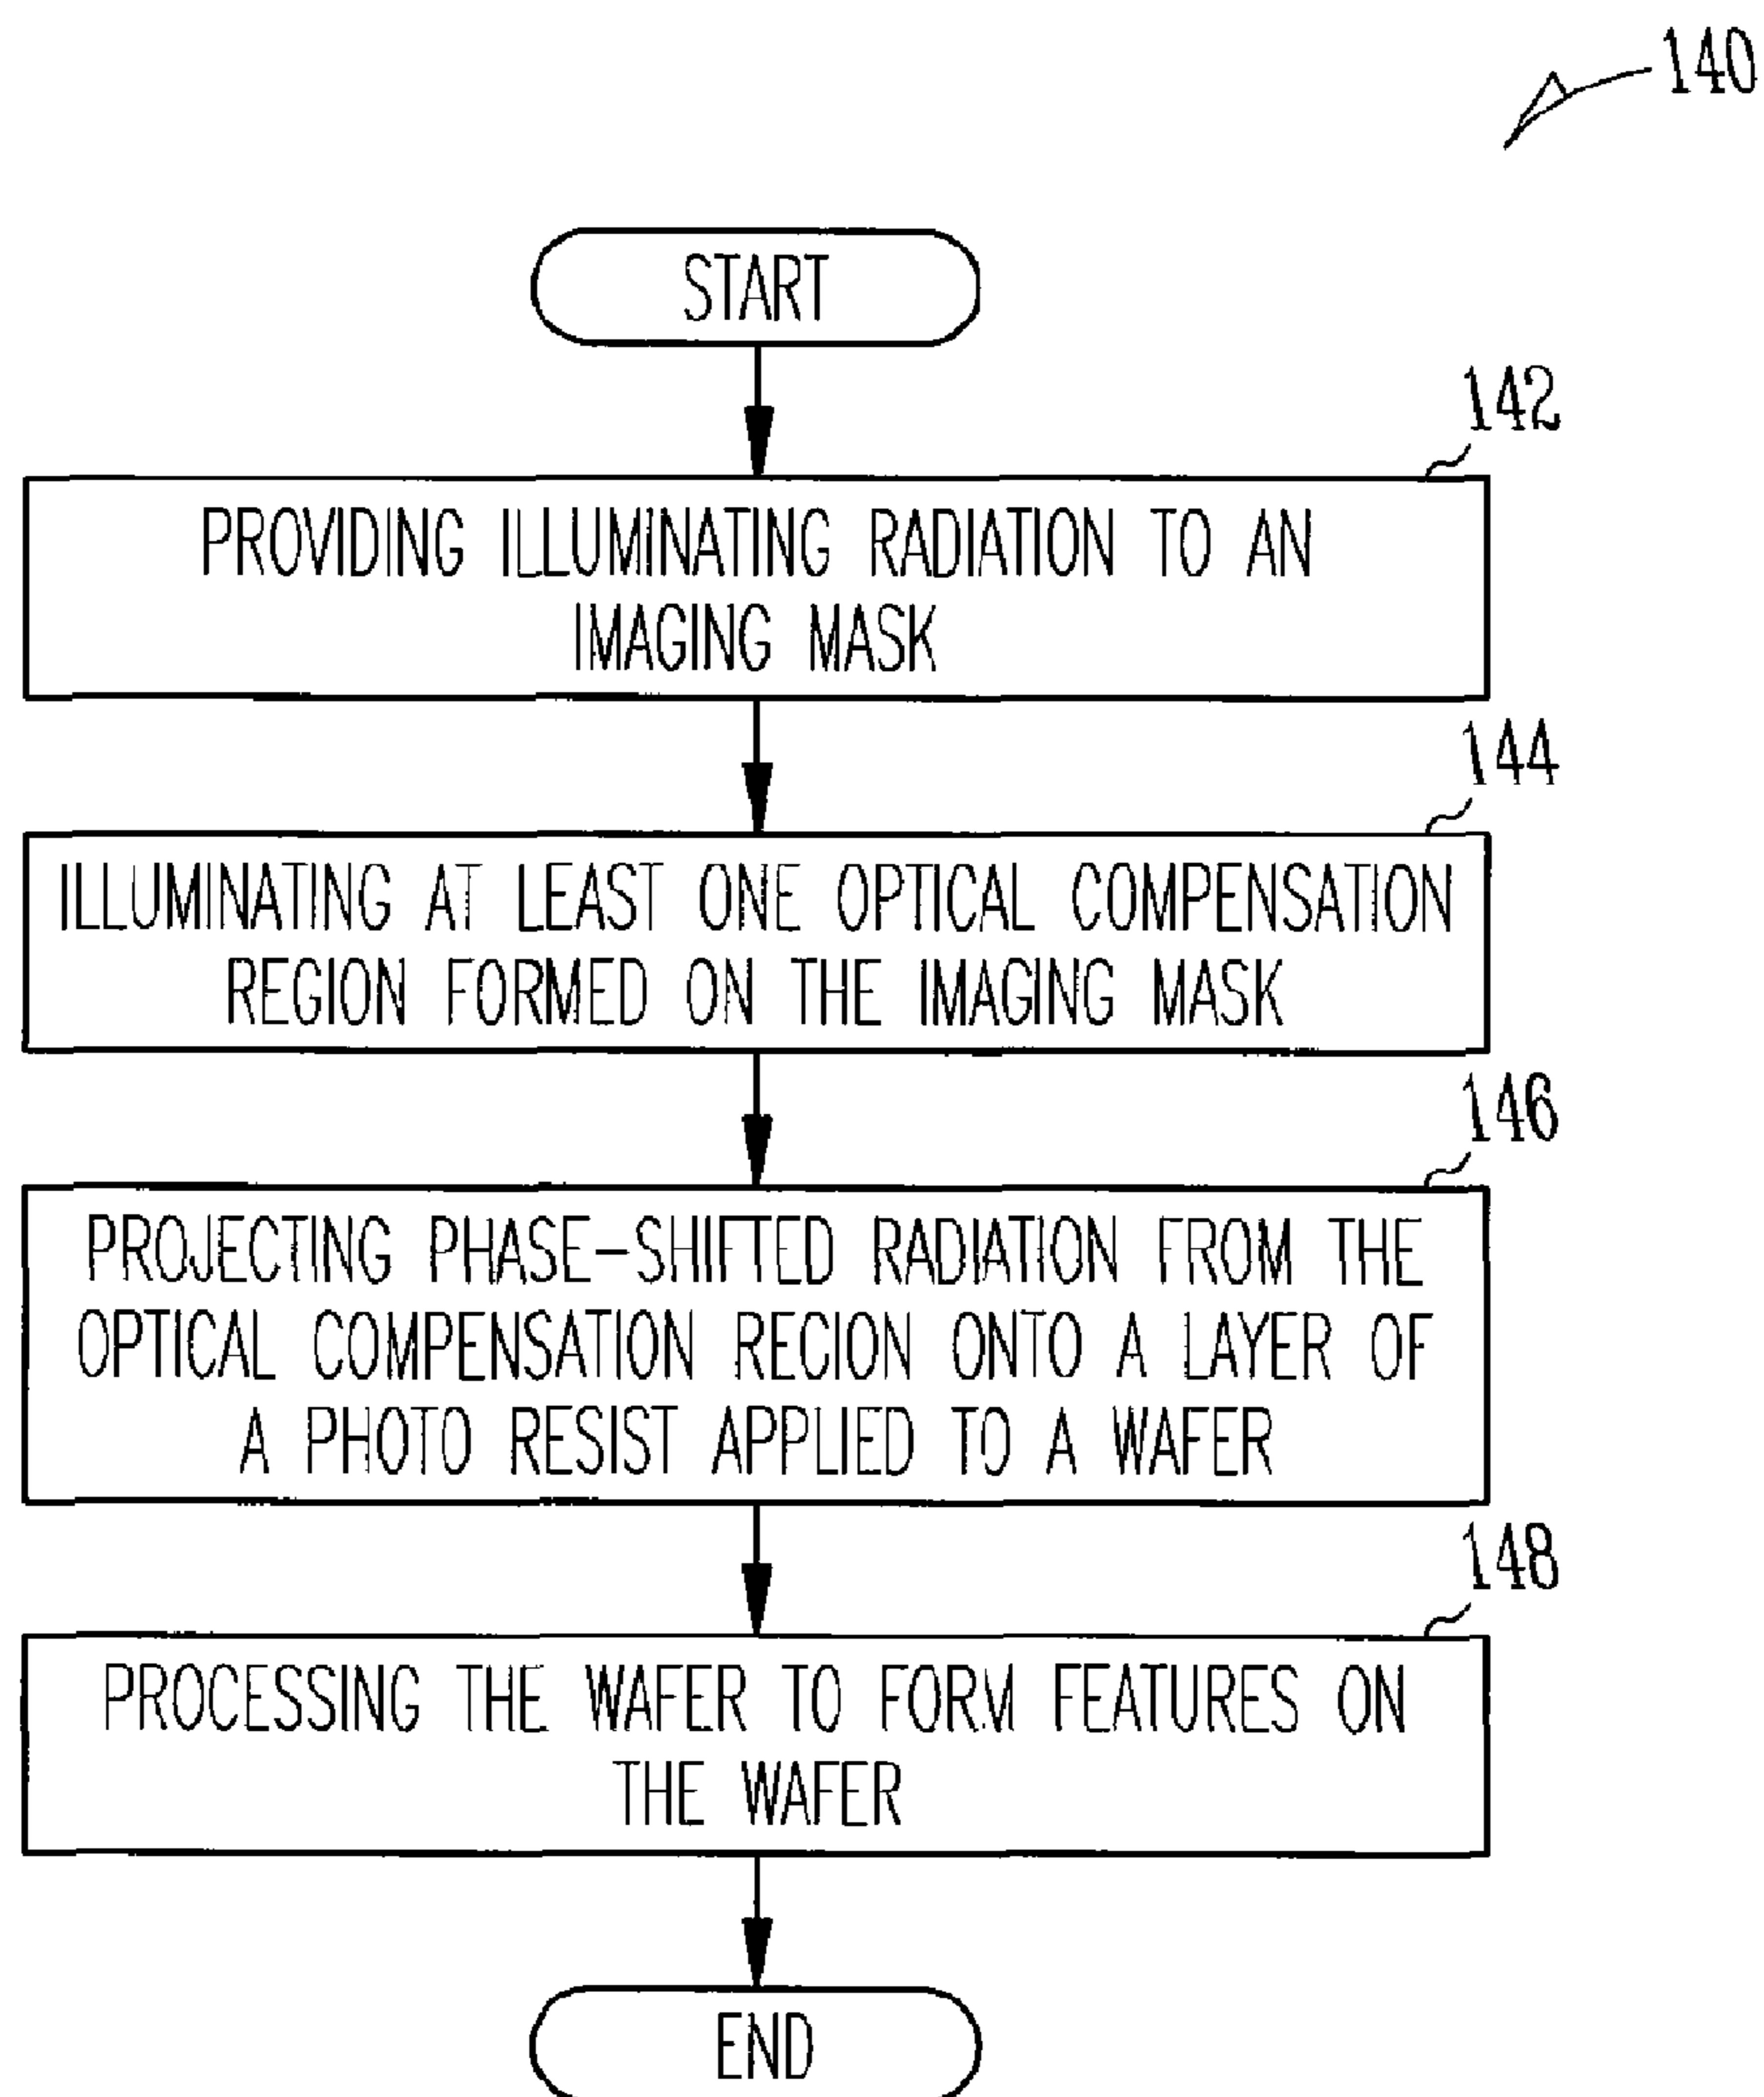 140
START
142
PROVIDING ILLUMINATING RADIATION TO AN
IMAGING MASK
144
ILLUMINATING AT LEAST ONE OPTICAL COMPENSATION
REGION FORMED ON THE IMAGING MASK
146
PROJECTING PHASE-SHIFTED RADIATION FROM THE
OPTICAL COMPENSATION REGION ONTO A LAYER OF
A PHOTO RESIST APPLIED TO A WAFER
148
PROCESSING THE WAFER TO FORM FEATURES ON
THE WAFER
END